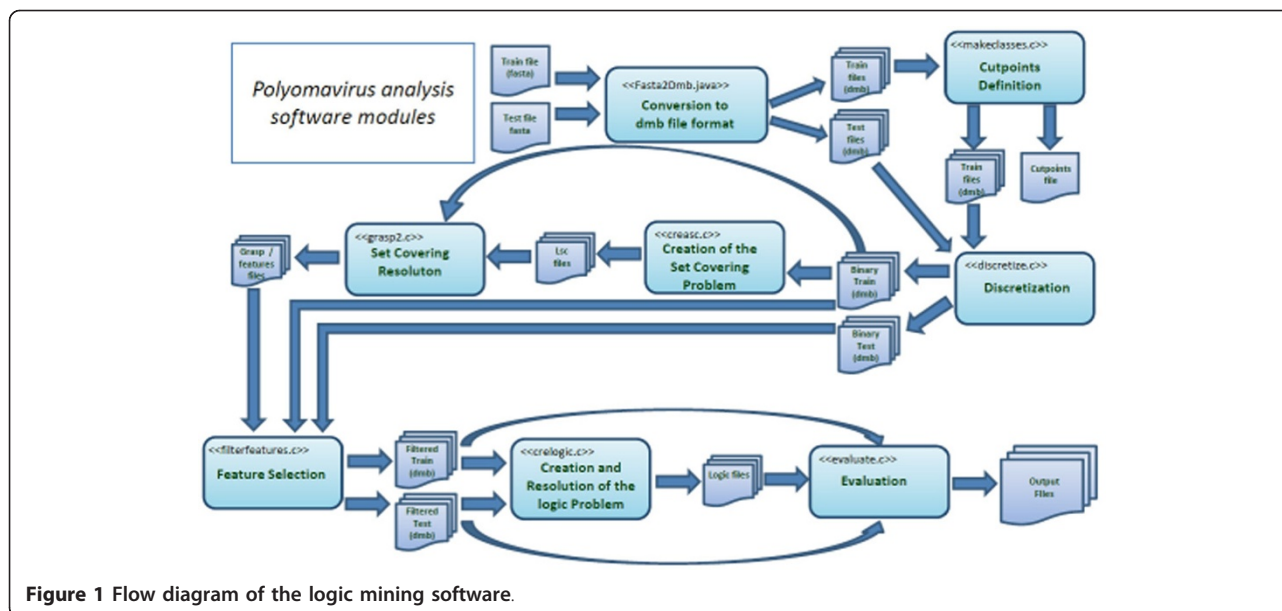 Polyomavirus analysis
software modules
Train file
(fasta)
Test file
fasta
<<Fasta2Dmb.java>>
Conversion to
dmb file format
Train
files
(dmb)
Test
files
(dmb)
<<makeclasses.c>>
Cutpoints
Definition
Train
files
(dmb)
Cutpoints
file
<<discretize.c>>
Discretization
Binary
Train
(dmb)
Binary
Test
(dmb)
<<creasc.c>>
Creation of the
Set Covering
Problem
Lsc
files
<<grasp2.c>>
Set Covering
Resoluton
Grasp /
features
files
<<filterfeatures.c>>
Feature Selection
Filtered
Train
(dmb)
Filtered
Test
(dmb)
<<crelogic.c>>
Creation and
Resolution of the
logic Problem
Logic files
<<evaluate.c>>
Evaluation
Output
Files
Figure 1 Flow diagram of the logic mining software.